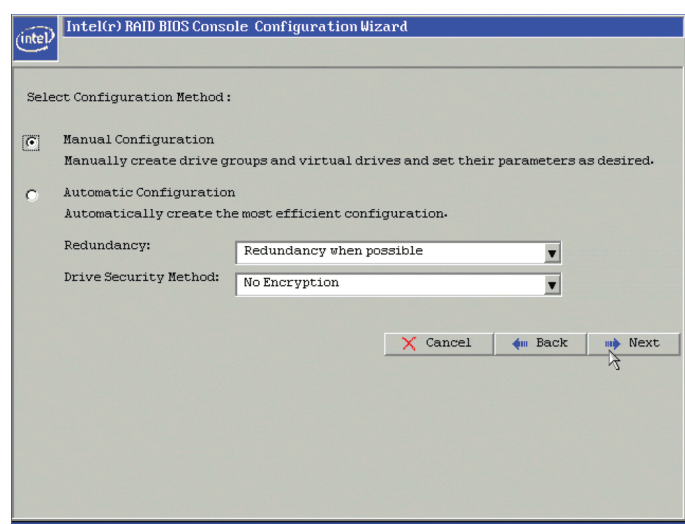 intel
Intel(r) RAID BIOS Console Configuration Wizard
Select Configuration Method:
Manual Configuration
Manually create drive groups and virtual drives and set their parameters as desired.
Automatic Configuration
Automatically create the most efficient configuration.
Redundancy: Redundancy when possible
Drive Security Method: No Encryption
Cancel Back Next